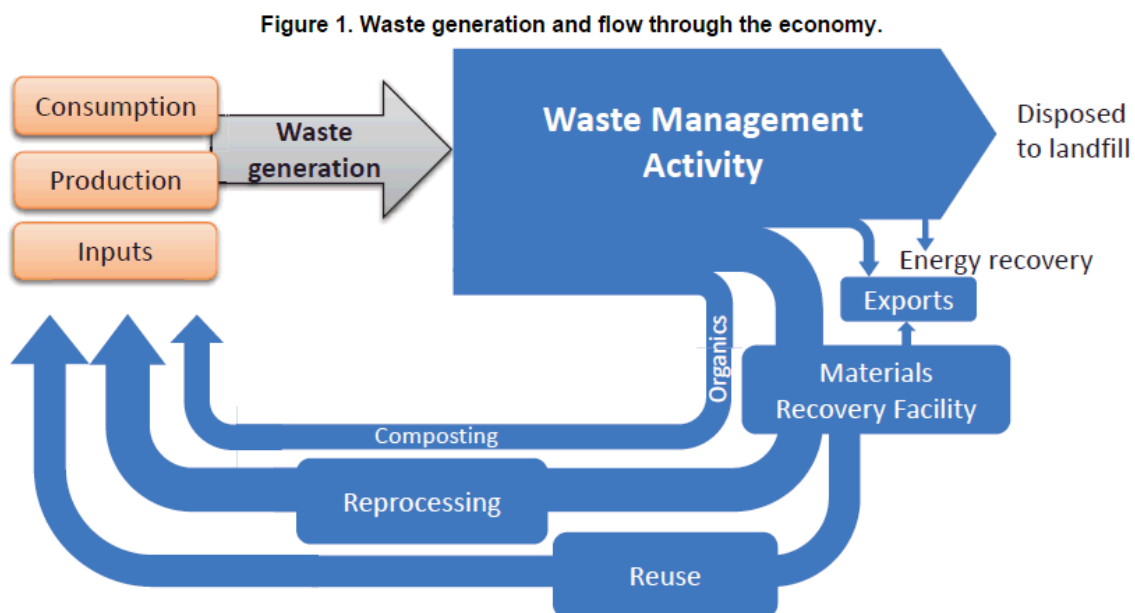 Figure 1. Waste generation and flow through the economy.
Consumption
Production
Inputs
Waste
generation
Waste Management
Activity
Disposed
to landfill
Energy recovery
Exports
Materials
Recovery Facility
Organics
Composting
Reprocessing
Reuse